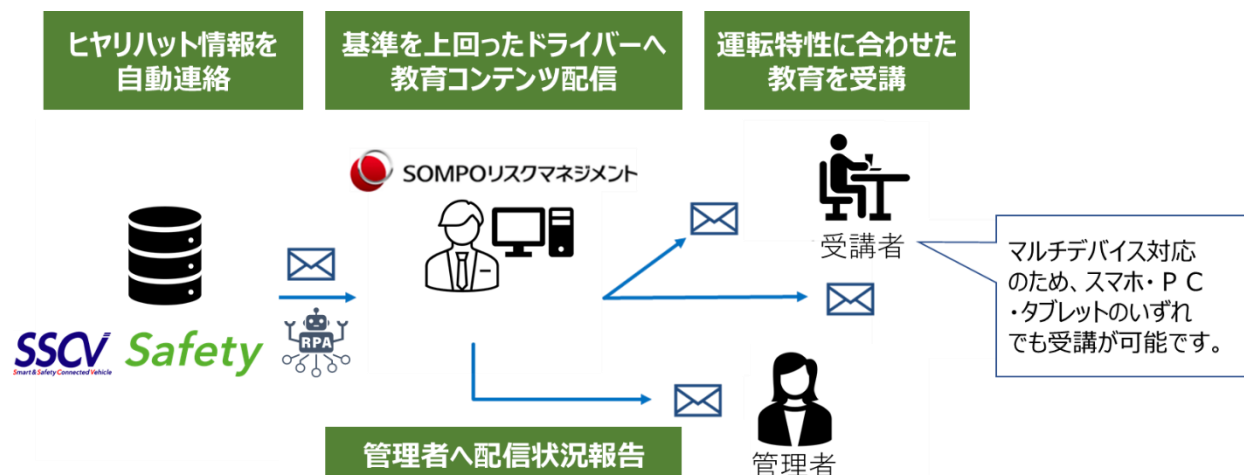 ヒヤリハット情報を
自動連絡
基準を上回ったドライバーへ
教育コンテンツ配信
運転特性に合わせた
教育を受講
SOMPOリスクマネジメント
受講者
マルチデバイス対応
のため、スマホ・ＰＣ
・タブレットのいずれ
でも受講が可能です。
RPA
SSCV Safety
Smart & Safety Connected Vehicle
管理者へ配信状況報告
管理者